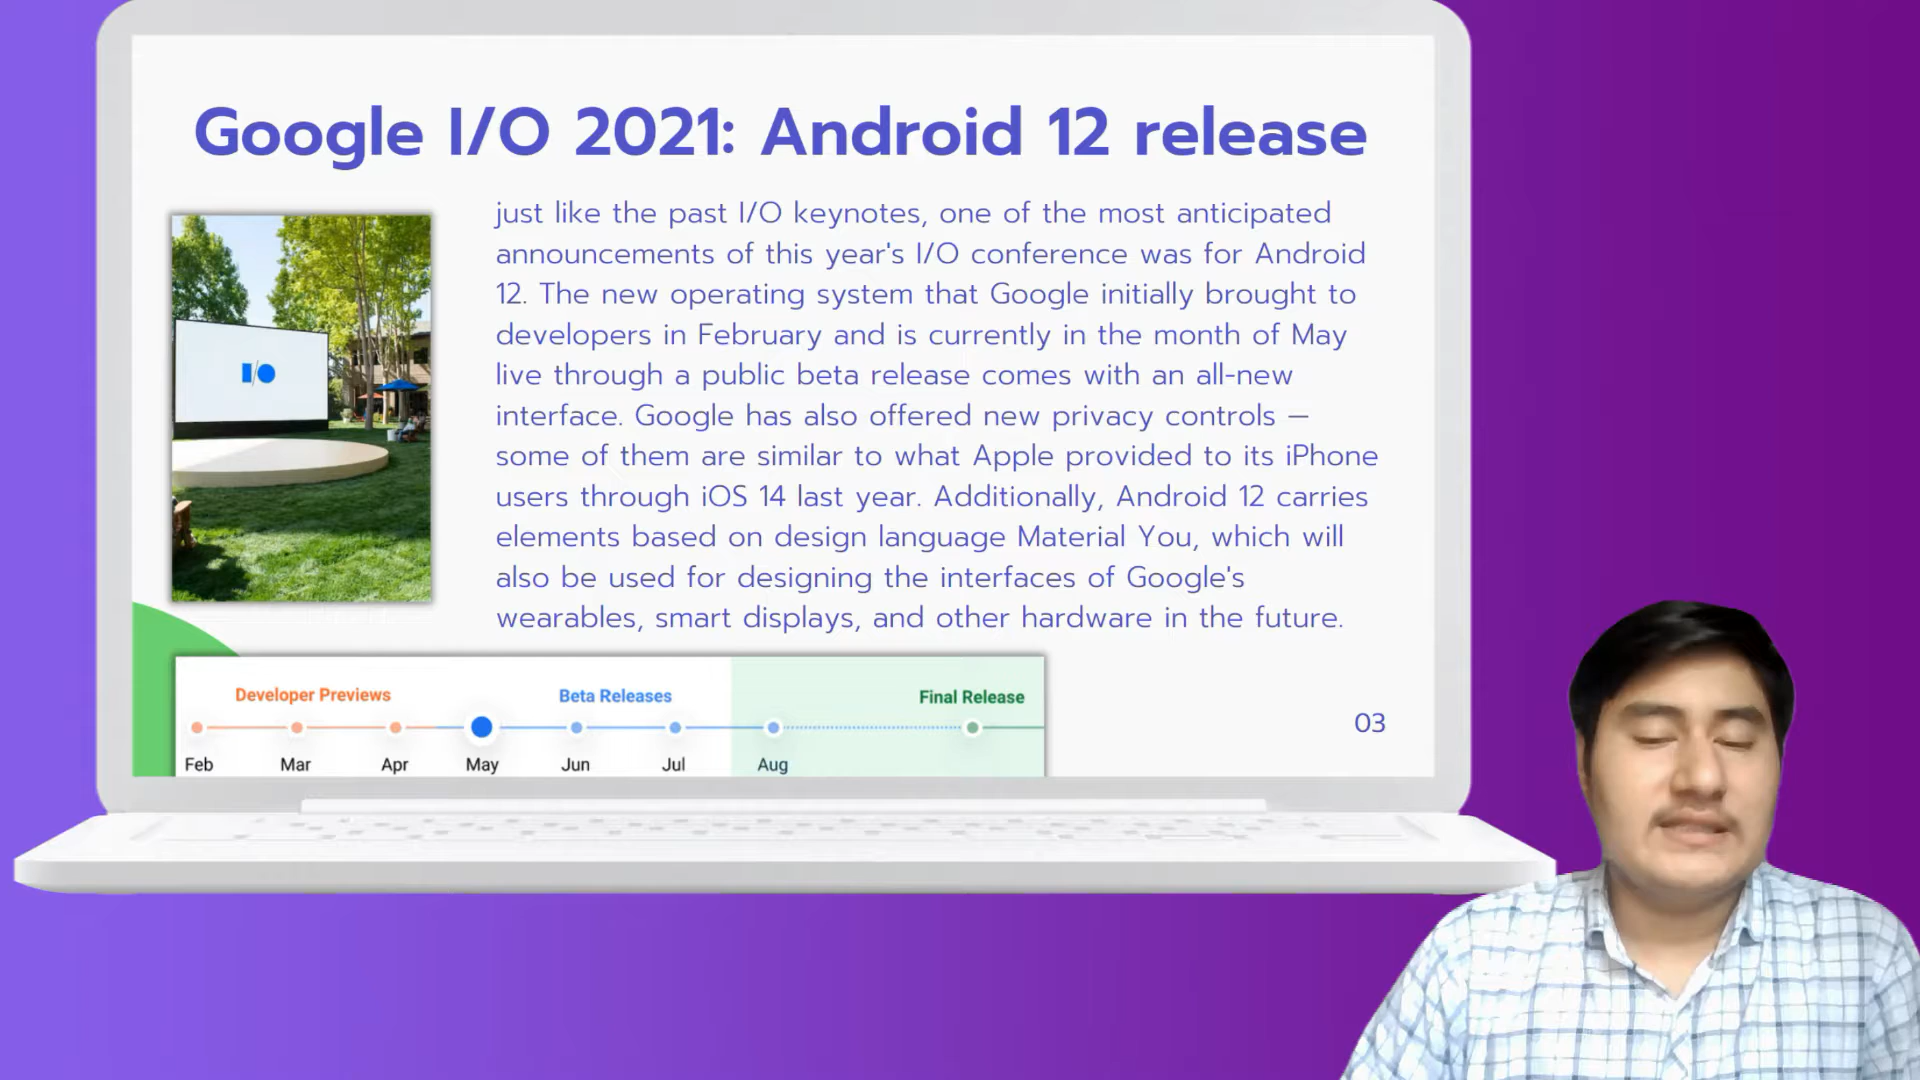 Google I/O 2021: Android 12 release
just like the past I/O keynotes, one of the most anticipated
announcements of this year's I/O conference was for Android
12. The new operating system that Google initially brought to
developers in February and is currently in the month of May
live through a public beta release comes with an all-new
interface. Google has also offered new privacy controls —
some of them are similar to what Apple provided to its iPhone
users through iOS 14 last year. Additionally, Android 12 carries
elements based on design language Material You, which will
also be used for designing the interfaces of Google's
wearables, smart displays, and other hardware in the future.
I/O
Developer Previews
Beta Releases
Final Release
Feb
Mar
Apr
May
Jun
Jul
Aug
03